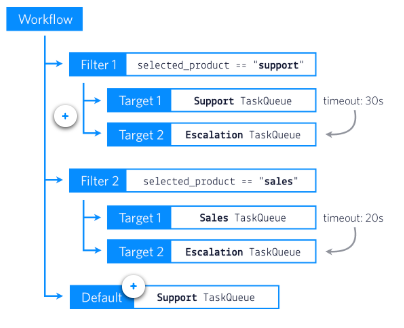 Workflow
Filter 1 selected_product == "support"
Target 1 Support TaskQueue timeout: 30s
+
Target 2 Escalation TaskQueue
Filter 2 selected_product == "sales"
Target 1 Sales TaskQueue timeout: 20s
Target 2 Escalation TaskQueue
+
Default Support TaskQueue